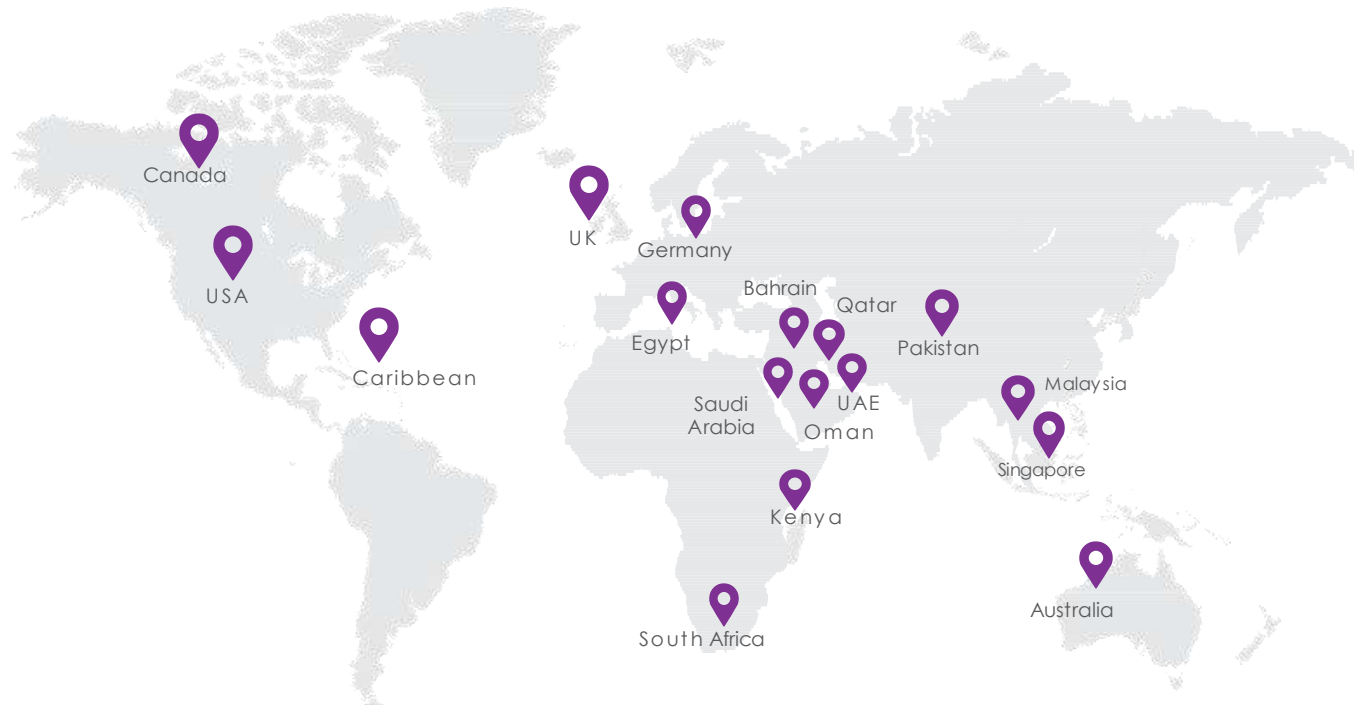 Canada
UK
Germany
USA
Bahrain
Qatar
Egypt
Pakistan
Caribbean
Malaysia
Saudi
Arabia
UAE
Oman
Singapore
Kenya
Australia
South Africa